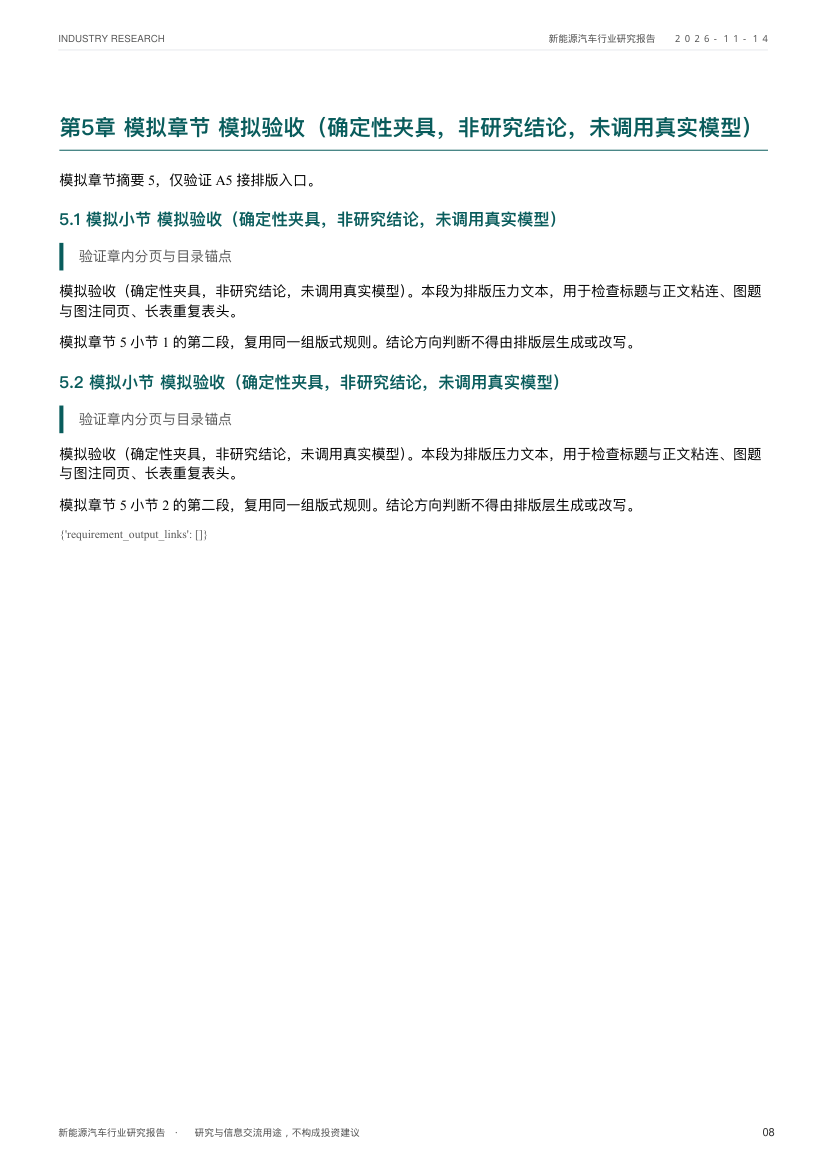 INDUSTRY RESEARCH 新能源汽车行业研究报告 2026-11-14
第5章 模拟章节 模拟验收（确定性夹具，非研究结论，未调用真实模型）
模拟章节摘要 5，仅验证 A5 接排版入口。
5.1 模拟小节 模拟验收（确定性夹具，非研究结论，未调用真实模型）
验证章内分页与目录锚点
模拟验收（确定性夹具，非研究结论，未调用真实模型）。本段为排版压力文本，用于检查标题与正文粘连、图题
与图注同页、长表重复表头。
模拟章节 5 小节 1 的第二段，复用同一组版式规则。结论方向判断不得由排版层生成或改写。
5.2 模拟小节 模拟验收（确定性夹具，非研究结论，未调用真实模型）
验证章内分页与目录锚点
模拟验收（确定性夹具，非研究结论，未调用真实模型）。本段为排版压力文本，用于检查标题与正文粘连、图题
与图注同页、长表重复表头。
模拟章节 5 小节 2 的第二段，复用同一组版式规则。结论方向判断不得由排版层生成或改写。
{'requirement_output_links': []}
新能源汽车行业研究报告 · 研究与信息交流用途，不构成投资建议 08